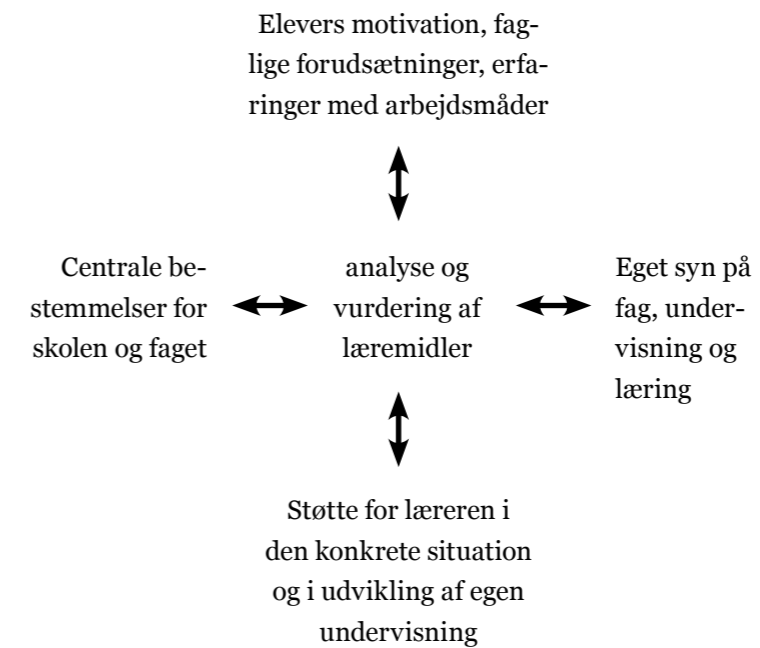 Elevers motivation, fag-
lige forudsætninger, erfa-
ringer med arbejdsmåder
Centrale be-
stemmelser for
skolen og faget
analyse og
vurdering af
læremidler
Eget syn på
fag, under-
visning og
læring
Støtte for læreren i
den konkrete situation
og i udvikling af egen
undervisning